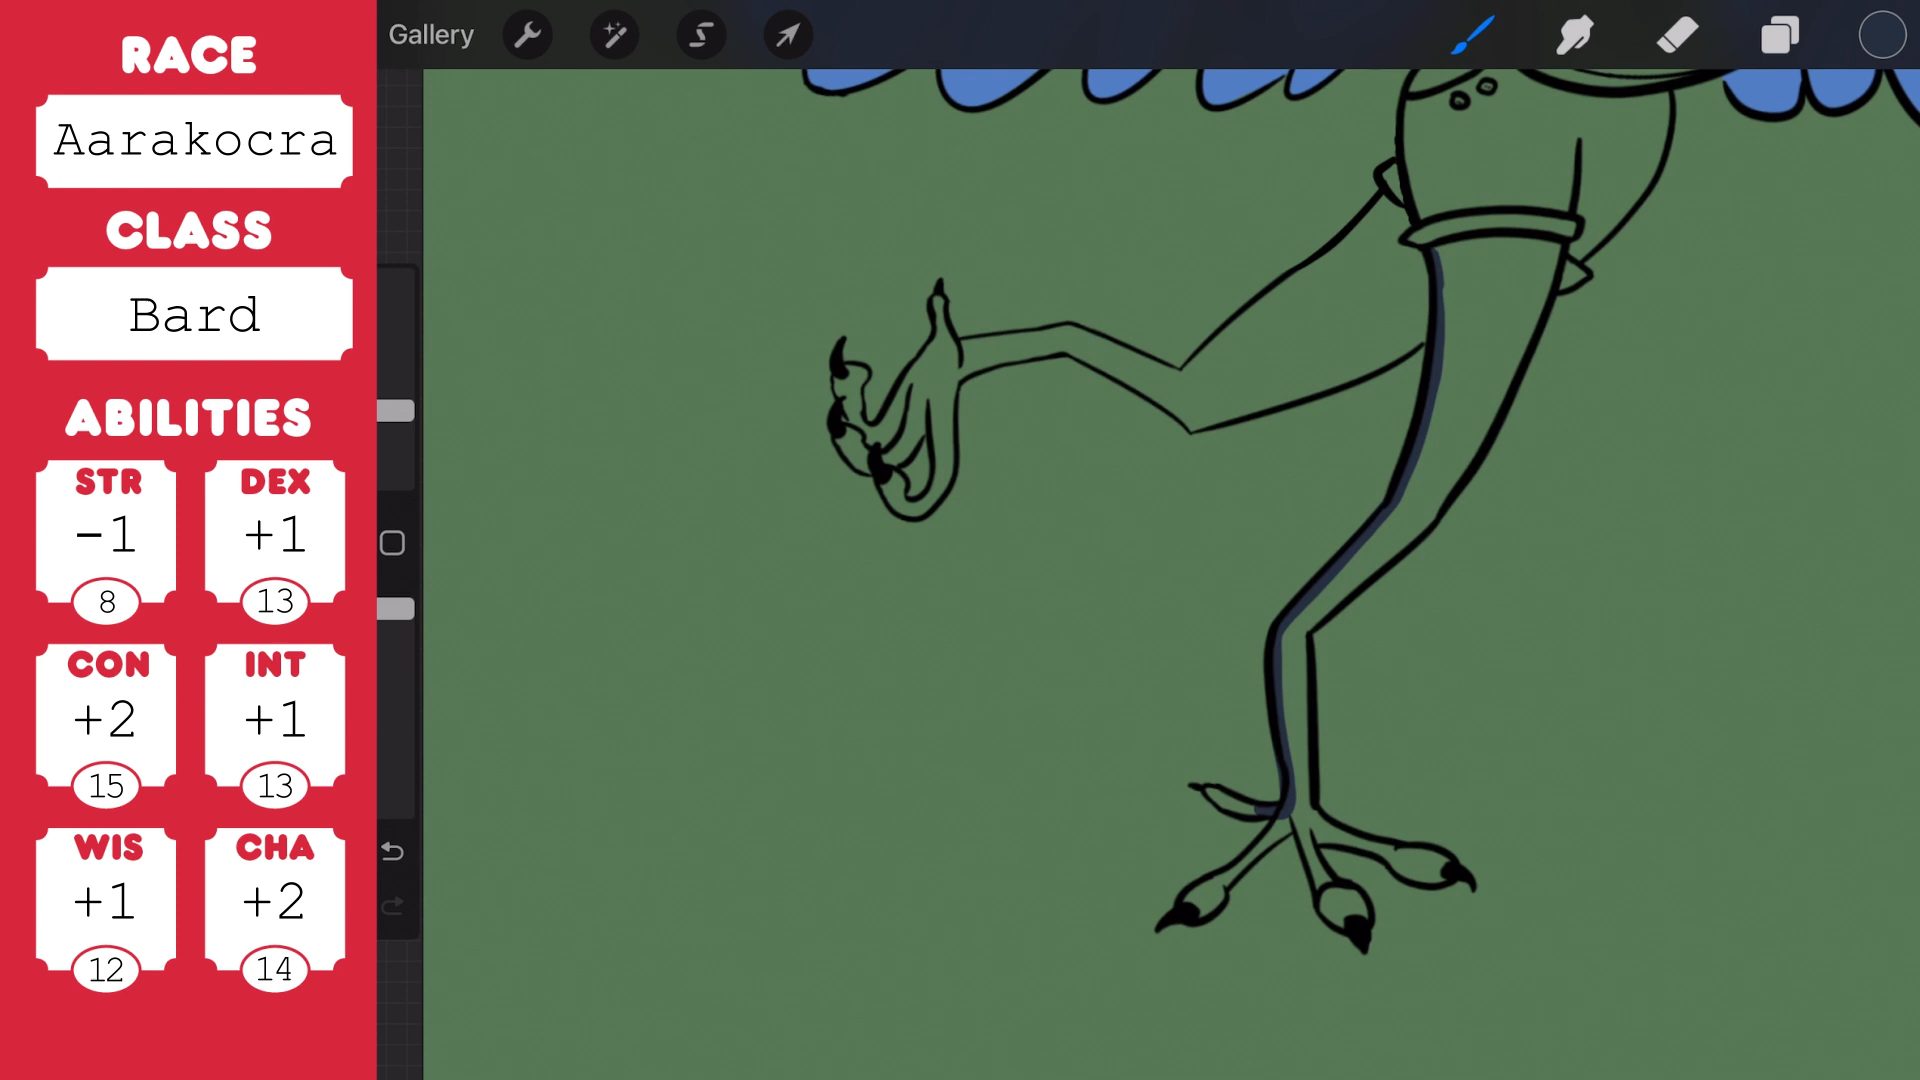 RACE
Gallery
Aarakocra
CLASS
Bard
ABILITIES
STR
DEX
-1
+1
8
13
CON
INT
+2
+1
15
13
WIS
CHA
+1
+2
12
14